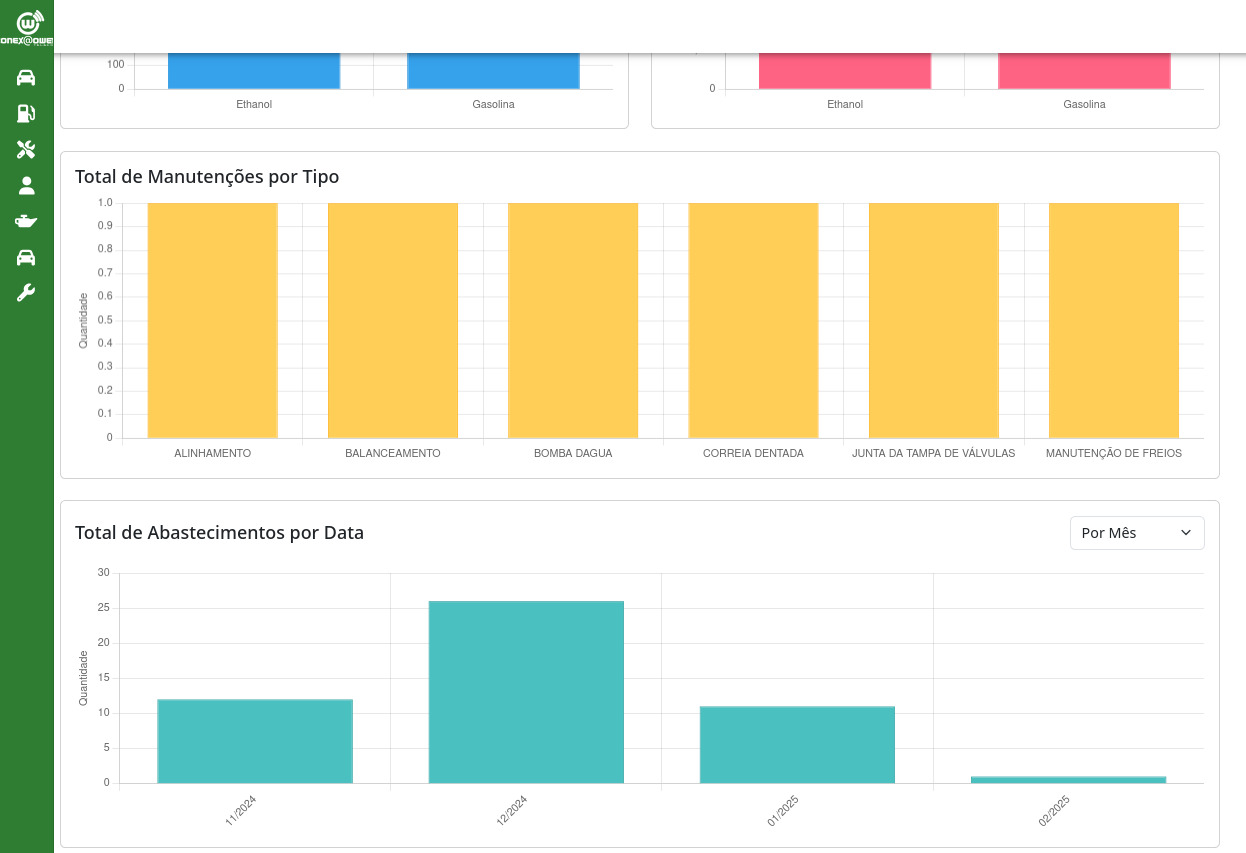 100
0
Ethanol
Gasolina
0
Ethanol
Gasolina
Total de Manutenções por Tipo
1.0
0.9
0.8
0.7
0.6
0.5
0.4
0.3
0.2
0.1
0
Quantidade
ALINHAMENTO
BALANCEAMENTO
BOMBA DAGUA
CORREIA DENTADA
JUNTA DA TAMPA DE VÁLVULAS
MANUTENÇÃO DE FREIOS
Total de Abastecimentos por Data
Por Mês
30
25
20
15
10
5
0
Quantidade
11/2024
12/2024
01/2025
02/2025